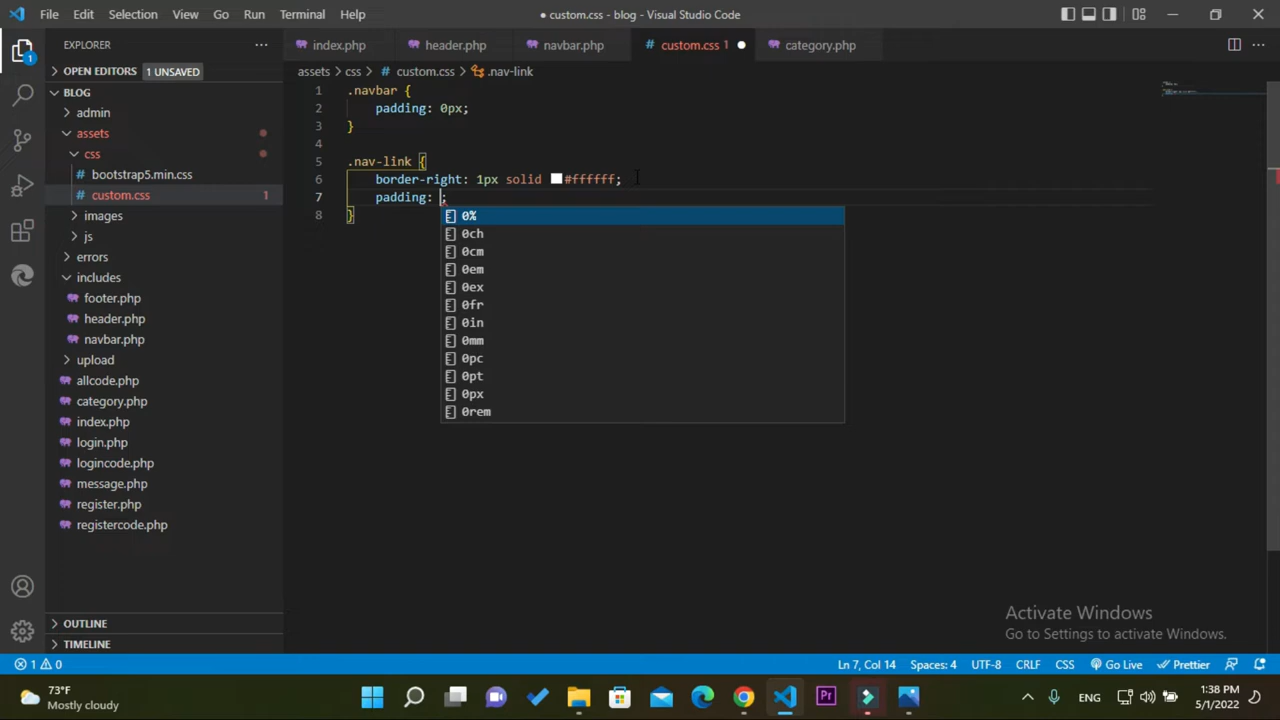 File Edit Selection View Go Run Terminal Help
● custom.css - blog - Visual Studio Code
EXPLORER
index.php header.php navbar.php # custom.css 1 category.php
OPEN EDITORS 1 UNSAVED
assets > css > # custom.css > .nav-link
BLOG
admin
assets
css
# bootstrap5.min.css
# custom.css 1
images
js
errors
includes
footer.php
header.php
navbar.php
upload
allcode.php
category.php
index.php
login.php
logincode.php
message.php
register.php
registercode.php
OUTLINE
TIMELINE
1 .navbar {
2 padding: 0px;
3 }
4
5 .nav-link {
6 border-right: 1px solid #ffffff;
7 padding: ;
8 }
0%
0ch
0cm
0em
0ex
0fr
0in
0mm
0pc
0pt
0px
0rem
Activate Windows
Go to Settings to activate Windows.
1
1 0 Ln 7, Col 14 Spaces: 4 UTF-8 CRLF CSS Go Live Prettier
73°F
Mostly cloudy
Pr
ENG
1:38 PM
5/1/2022